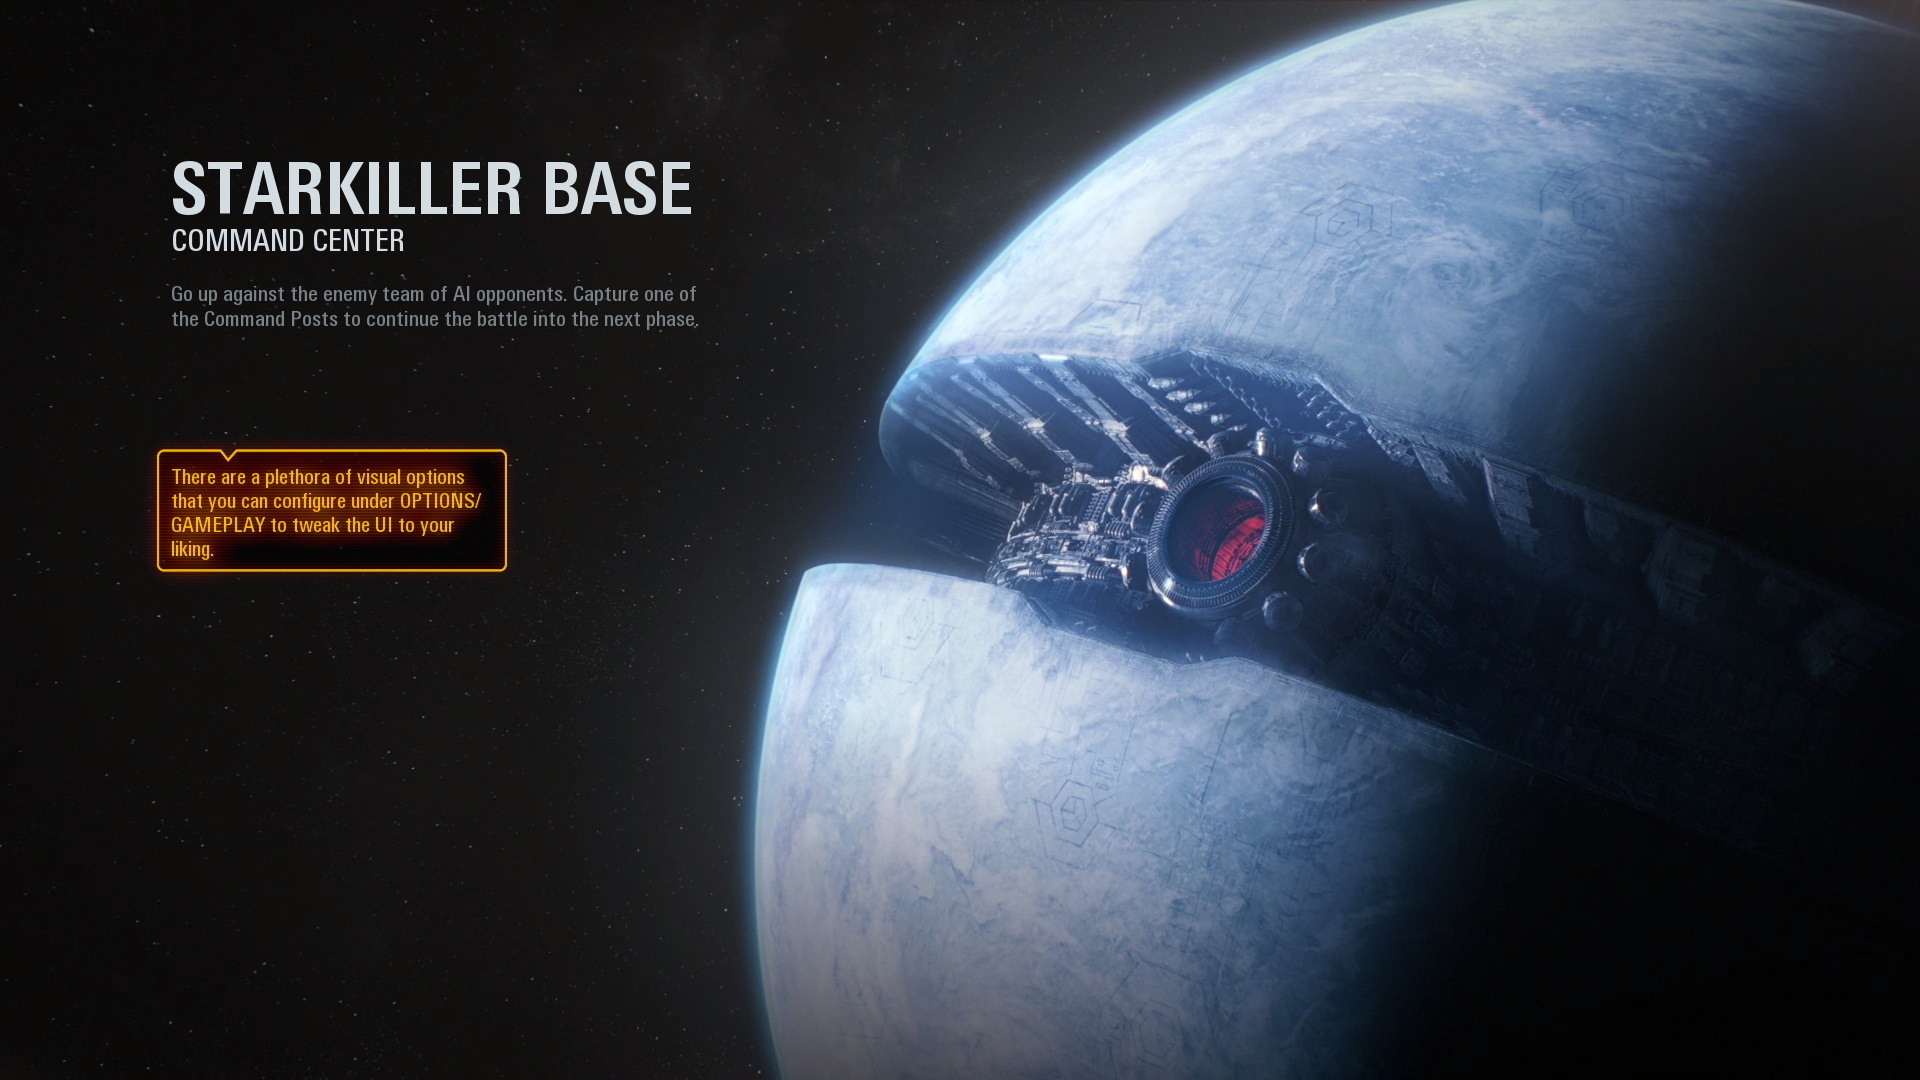 STARKILLER BASE
COMMAND CENTER
Go up against the enemy team of AI opponents. Capture one of
the Command Posts to continue the battle into the next phase.
There are a plethora of visual options
that you can configure under OPTIONS/
GAMEPLAY to tweak the UI to your
liking.